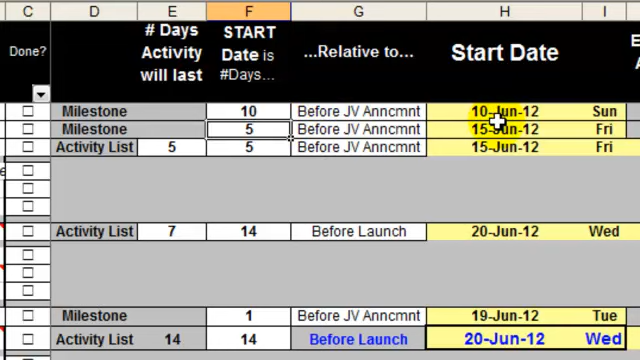 C D E F G H I
Done?
# Days Activity will last
START Date is #Days...
...Relative to...
Start Date
E
Milestone 10 Before JV Anncmnt 10-Jun-12 Sun
Milestone 5 Before JV Anncmnt 15-Jun-12 Fri
Activity List 5 5 Before JV Anncmnt 15-Jun-12 Fri
Activity List 7 14 Before Launch 20-Jun-12 Wed
Milestone 1 Before JV Anncmnt 19-Jun-12 Tue
Activity List 14 14 Before Launch 20-Jun-12 Wed